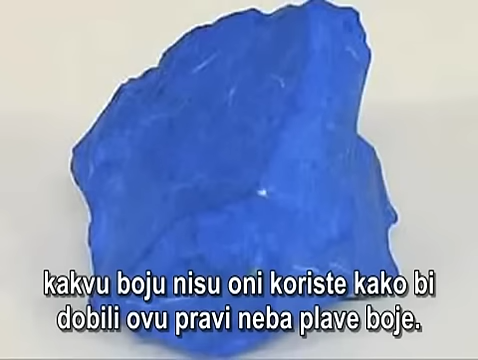 kakvu boju nisu oni koriste kako bi
dobili ovu pravi neba plave boje.